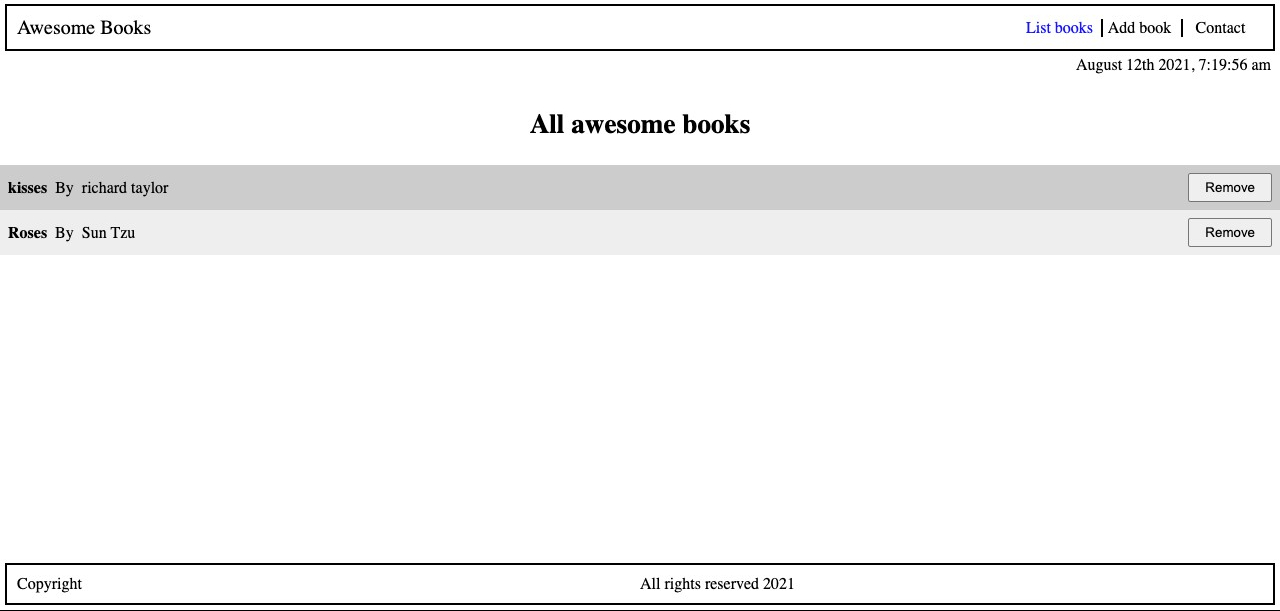 Awesome Books List books Add book Contact
August 12th 2021, 7:19:56 am
All awesome books
kisses By richard taylor Remove
Roses By Sun Tzu Remove
Copyright All rights reserved 2021